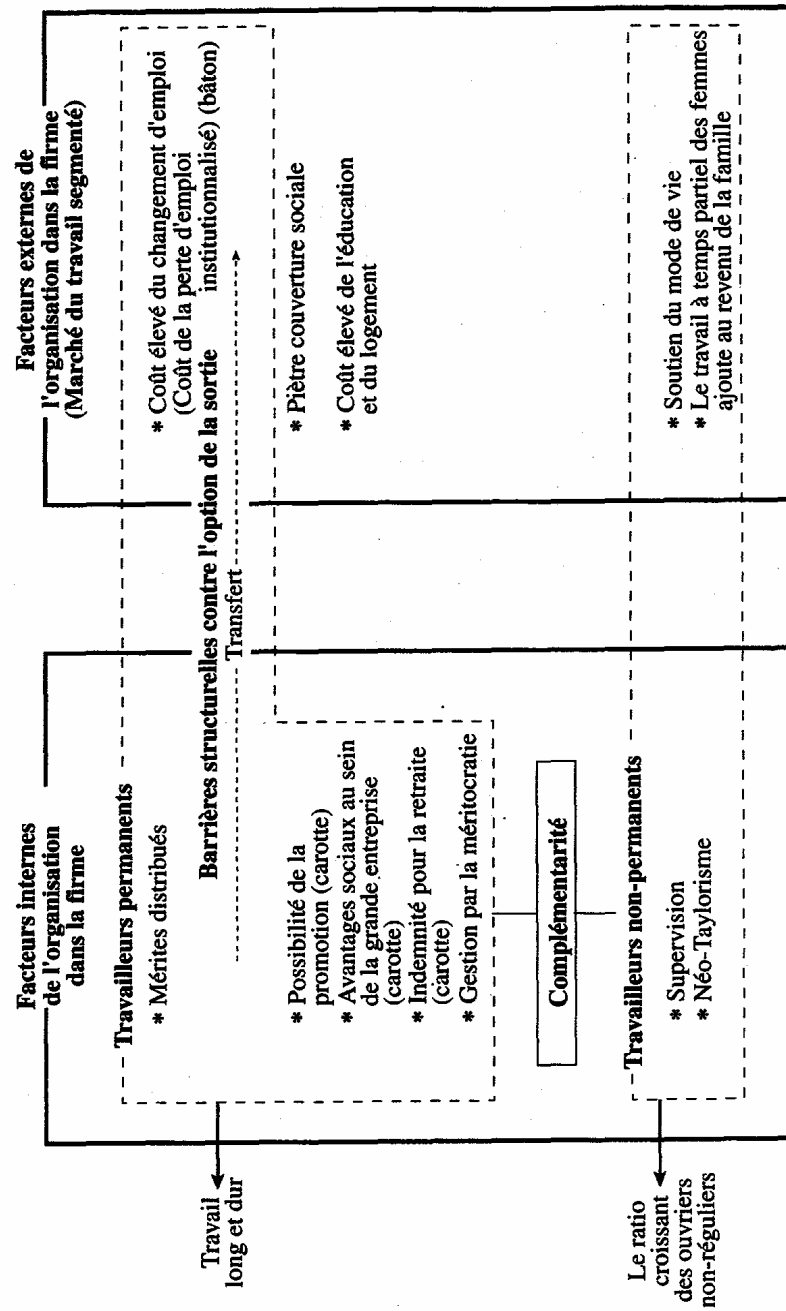 Facteurs internes
de l'organisation
dans la firme
Facteurs externes de
l'organisation dans la firme
(Marché du travail segmenté)
Travailleurs permanents
* Mérites distribués
Barrières structurelles contre l'option de la sortie
Transfert
* Coût élevé du changement d'emploi
(Coût de la perte d'emploi
institutionnalisé) (bâton)
* Possibilité de la
promotion (carotte)
* Avantages sociaux au sein
de la grande entreprise
(carotte)
* Indemnité pour la retraite
(carotte)
* Gestion par la méritocratie
* Piètre couverture sociale
* Coût élevé de l'éducation
et du logement
Travail
long et dur
Complémentarité
Travailleurs non-permanents
* Supervision
* Néo-Taylorisme
* Soutien du mode de vie
* Le travail à temps partiel des femmes
ajoute au revenu de la famille
Le ratio
croissant
des ouvriers
non-réguliers